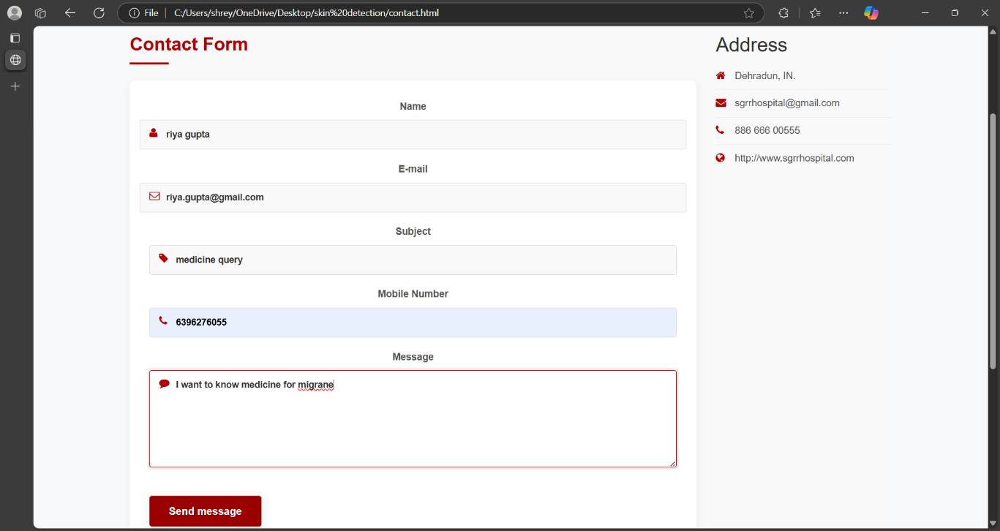 File
C:/Users/shrey/OneDrive/Desktop/skin%20detection/contact.html
Contact Form
Name
riya gupta
E-mail
riya.gupta@gmail.com
Subject
medicine query
Mobile Number
6396276055
Message
I want to know medicine for migrane
Send message
Address
Dehradun, IN.
sgrrhospital@gmail.com
886 666 00555
http://www.sgrrhospital.com